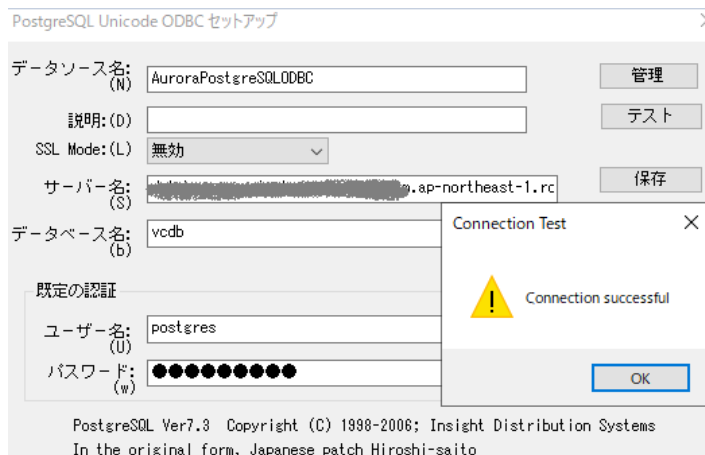 PostgreSQL Unicode ODBC セットアップ
データソース名:(N) AuroraPostgreSQLODBC 管理
説明:(D) テスト
SSL Mode:(L) 無効
サーバー名:(S) .ap-northeast-1.rc 保存
データベース名:(b) vcdb
Connection Test
Connection successful
OK
既定の認証
ユーザー名:(U) postgres
パスワード:(w) ●●●●●●●●●
PostgreSQL Ver7.3 Copyright (C) 1998-2006; Insight Distribution Systems
In the original form, Japanese patch Hiroshi-saito